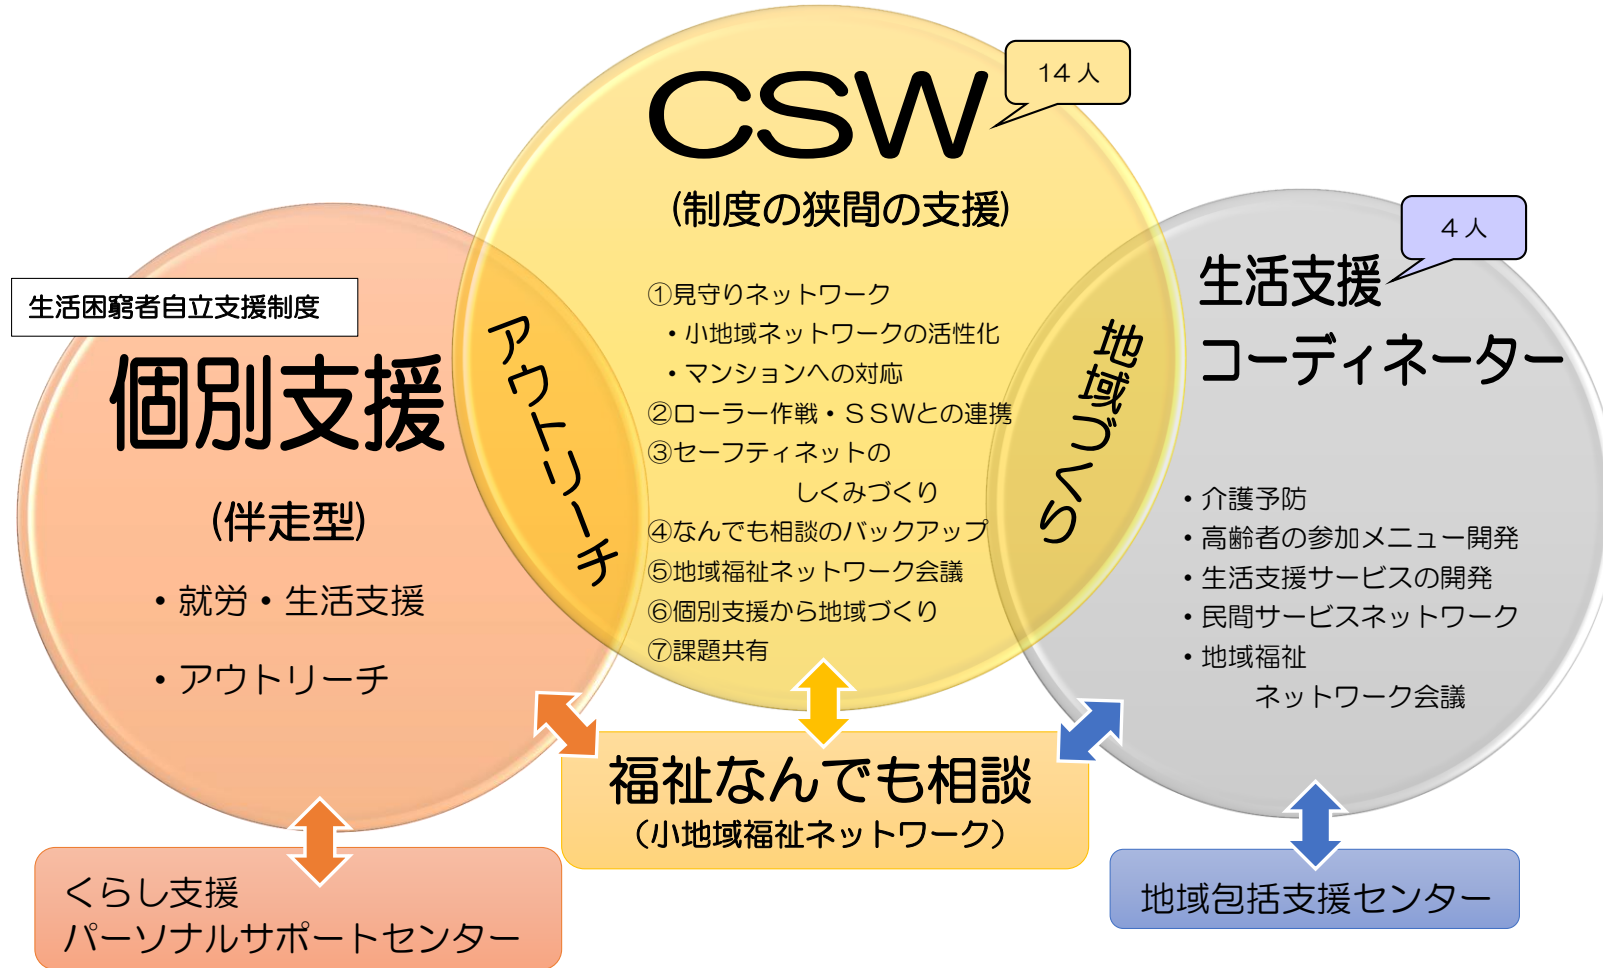 CSW
14人
(制度の狭間の支援)
①見守りネットワーク
・小地域ネットワークの活性化
・マンションへの対応
②ローラー作戦・ＳＳＷとの連携
③セーフティネットの
しくみづくり
④なんでも相談のバックアップ
⑤地域福祉ネットワーク会議
⑥個別支援から地域づくり
⑦課題共有
生活困窮者自立支援制度
個別支援
(伴走型)
・就労・生活支援
・アウトリーチ
アウトリーチ
地域づくり
4人
生活支援
コーディネーター
・介護予防
・高齢者の参加メニュー開発
・生活支援サービスの開発
・民間サービスネットワーク
・地域福祉
ネットワーク会議
福祉なんでも相談
（小地域福祉ネットワーク）
くらし支援
パーソナルサポートセンター
地域包括支援センター